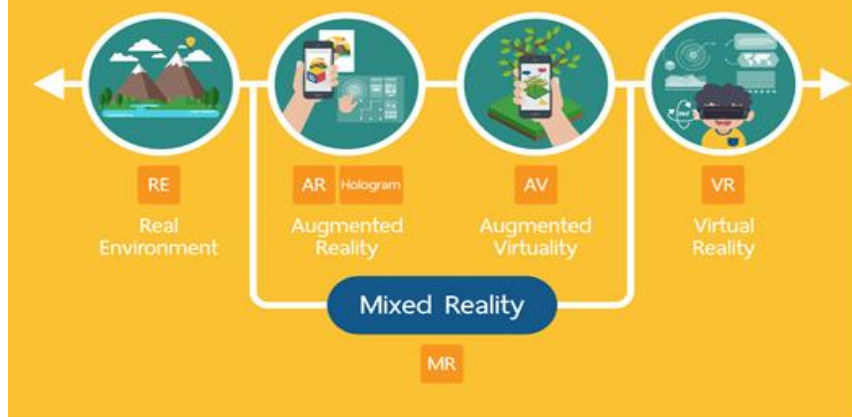 RE
Real
Environment
AR
Hologram
Augmented
Reality
AV
Augmented
Virtuality
VR
Virtual
Reality
Mixed Reality
MR